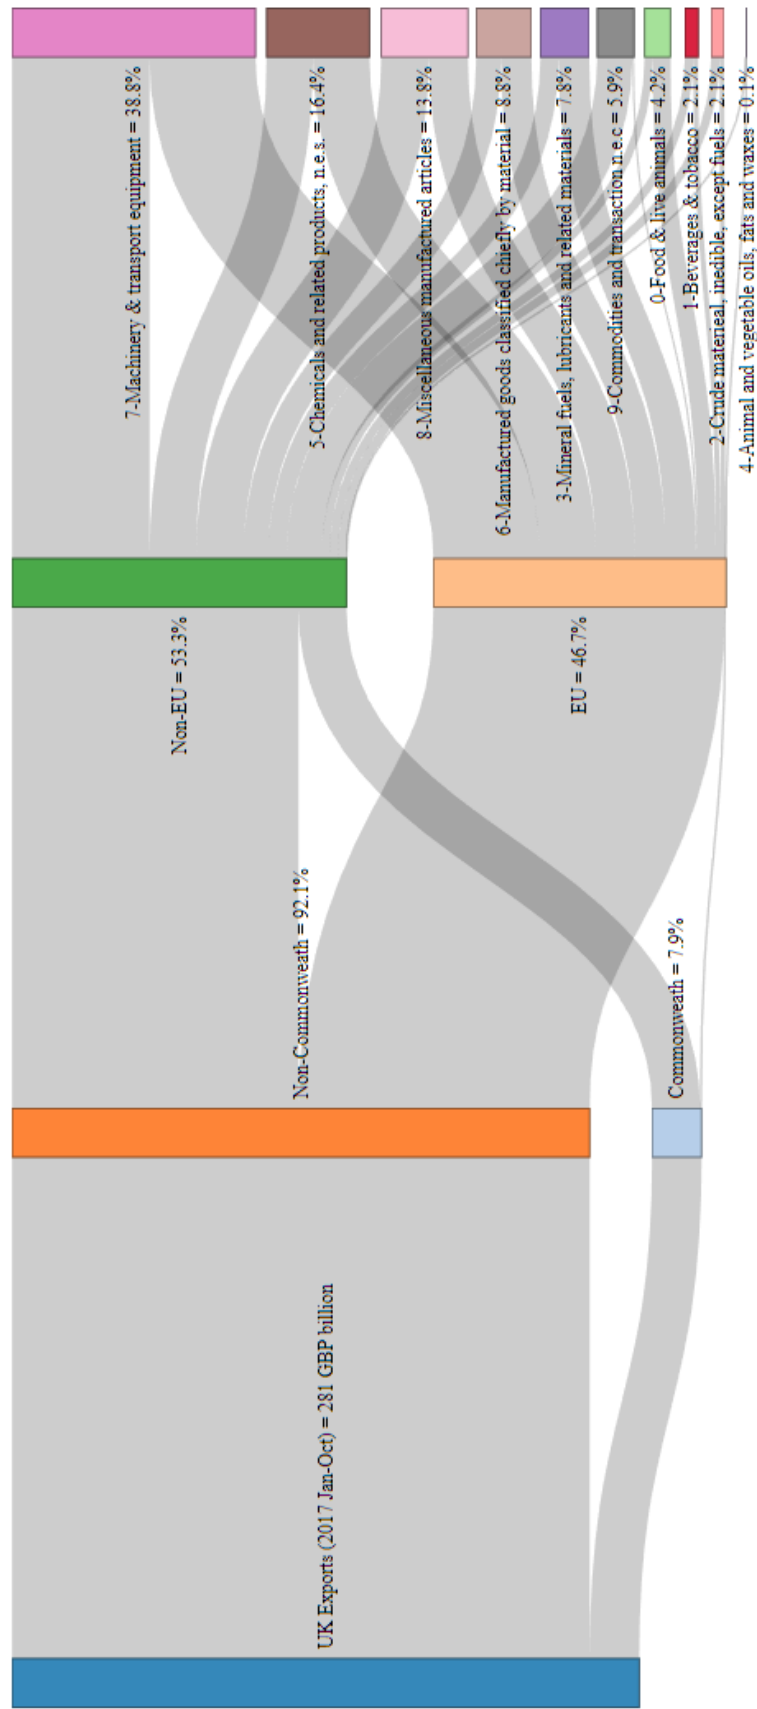 UK Exports (2017 Jan-Oct) = 281 GBP billion
Non-Commonweath = 92.1%
Commonweath = 7.9%
Non-EU = 53.3%
EU = 46.7%
7-Machinery & transport equipment = 38.8%
5-Chemicals and related products, n.e.s. = 16.4%
8-Miscellaneous manufactured articles = 13.8%
6-Manufactured goods classified chiefly by material = 8.8%
3-Mineral fuels, lubricants and related materials = 7.8%
9-Commodities and transaction n.e.c = 5.9%
0-Food & live animals = 4.2%
1-Beverages & tobacco = 2.1%
2-Crude materieal, inedible, except fuels = 2.1%
4-Animal and vegetable oils, fats and waxes = 0.1%